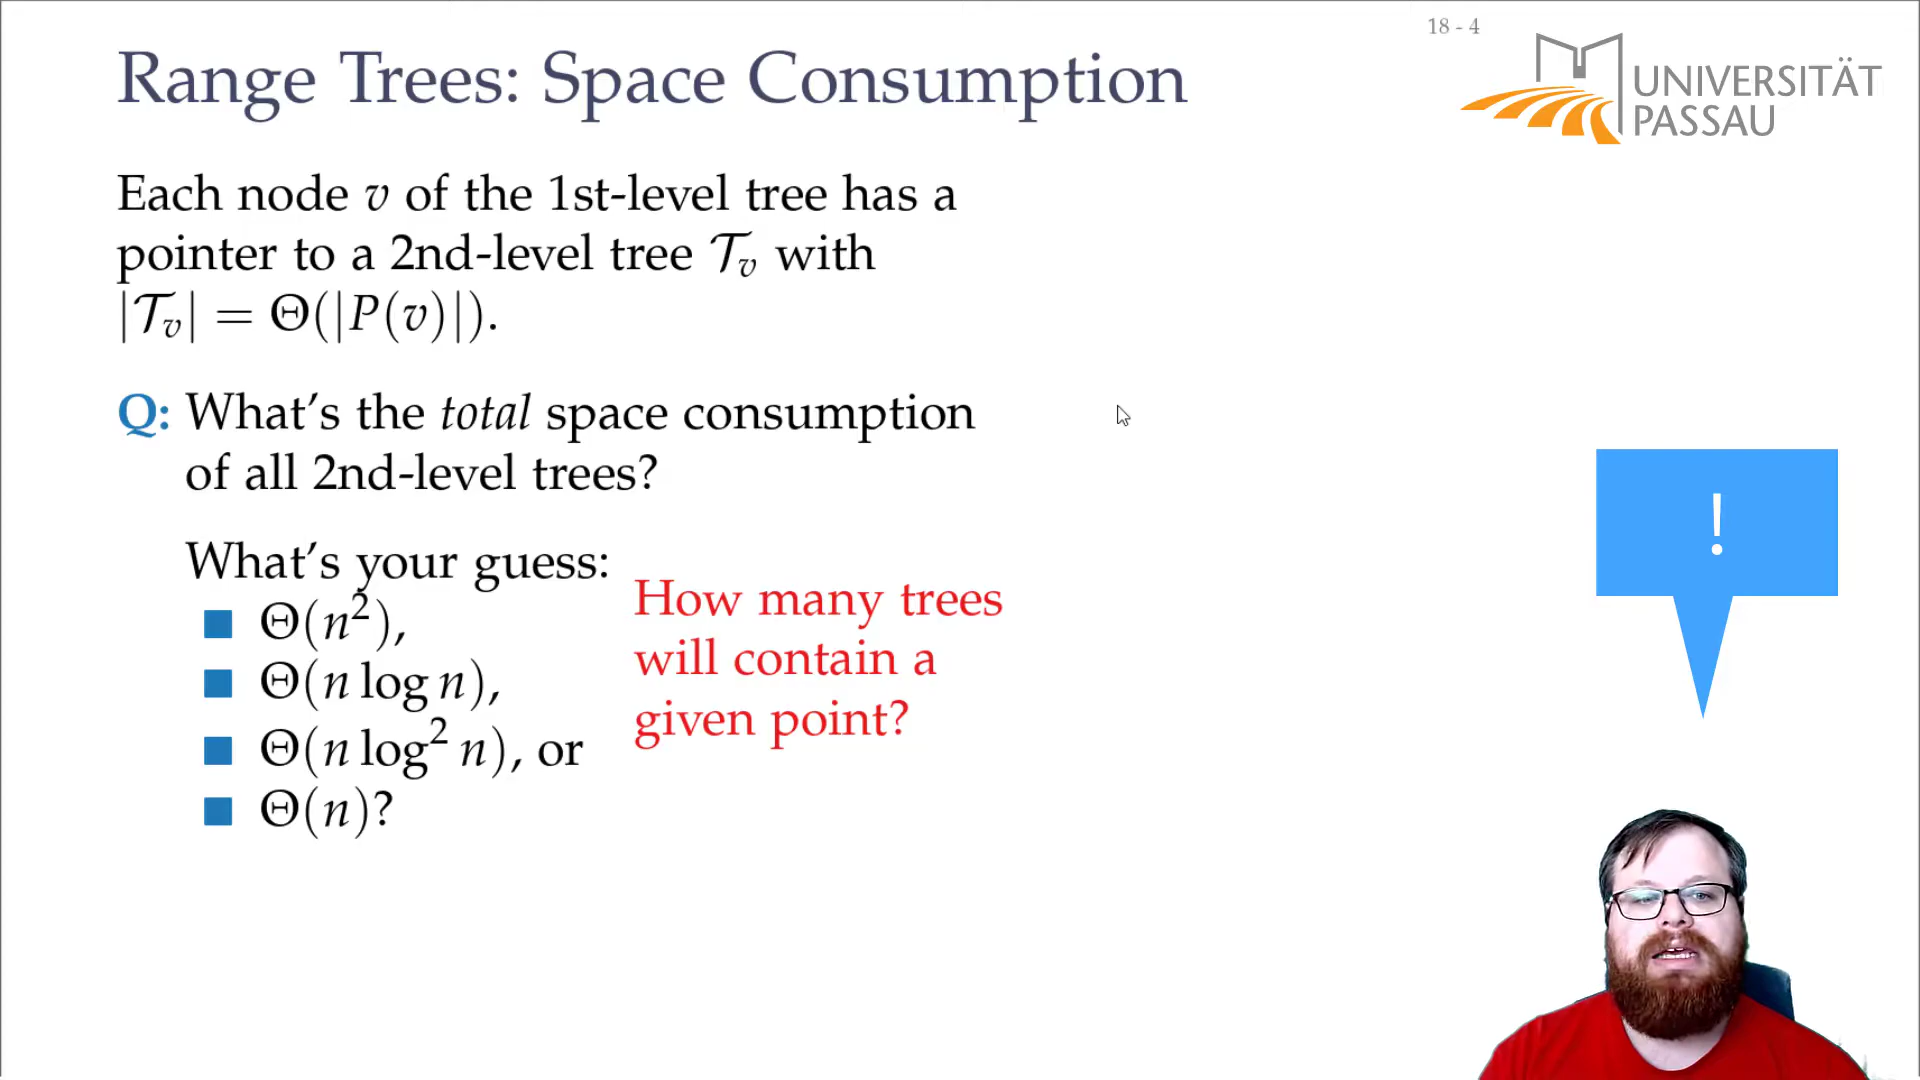 18 - 4
Range Trees: Space Consumption
UNIVERSITÄT
PASSAU
Each node v of the 1st-level tree has a
pointer to a 2nd-level tree 𝒯ᵥ with
|𝒯ᵥ| = Θ(|P(v)|).
Q: What's the total space consumption
of all 2nd-level trees?
!
What's your guess:
Θ(n²),
Θ(n log n),
Θ(n log² n), or
Θ(n)?
How many trees
will contain a
given point?